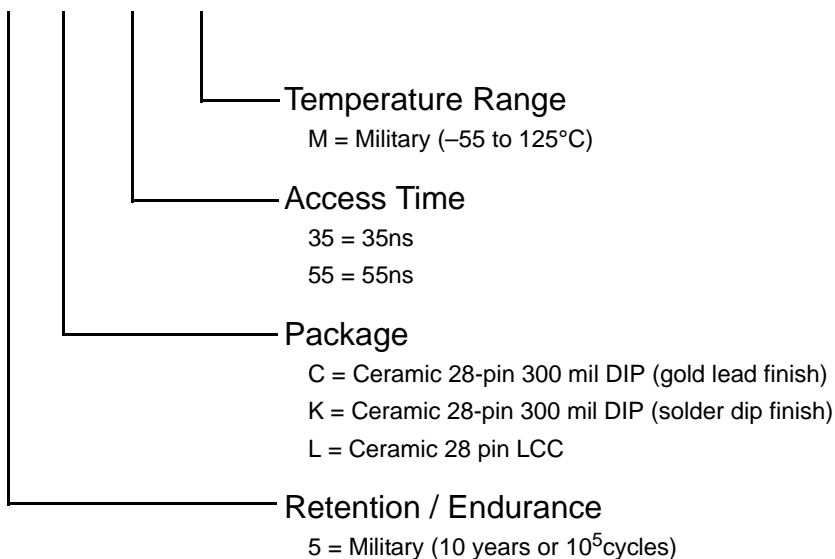 Temperature Range
M = Military (–55 to 125°C)
Access Time
35 = 35ns
55 = 55ns
Package
C = Ceramic 28-pin 300 mil DIP (gold lead finish)
K = Ceramic 28-pin 300 mil DIP (solder dip finish)
L = Ceramic 28 pin LCC
Retention / Endurance
5 = Military (10 years or 10⁵cycles)